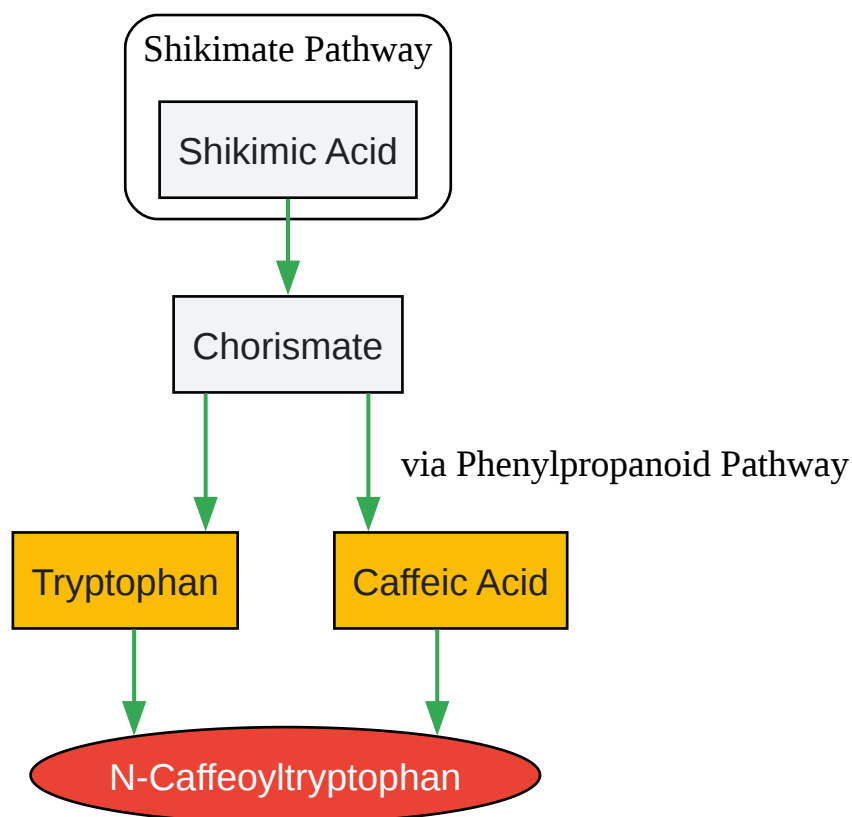 Shikimate Pathway
Shikimic Acid
Chorismate
via Phenylpropanoid Pathway
Tryptophan
Caffeic Acid
N-Caffeoyltryptophan